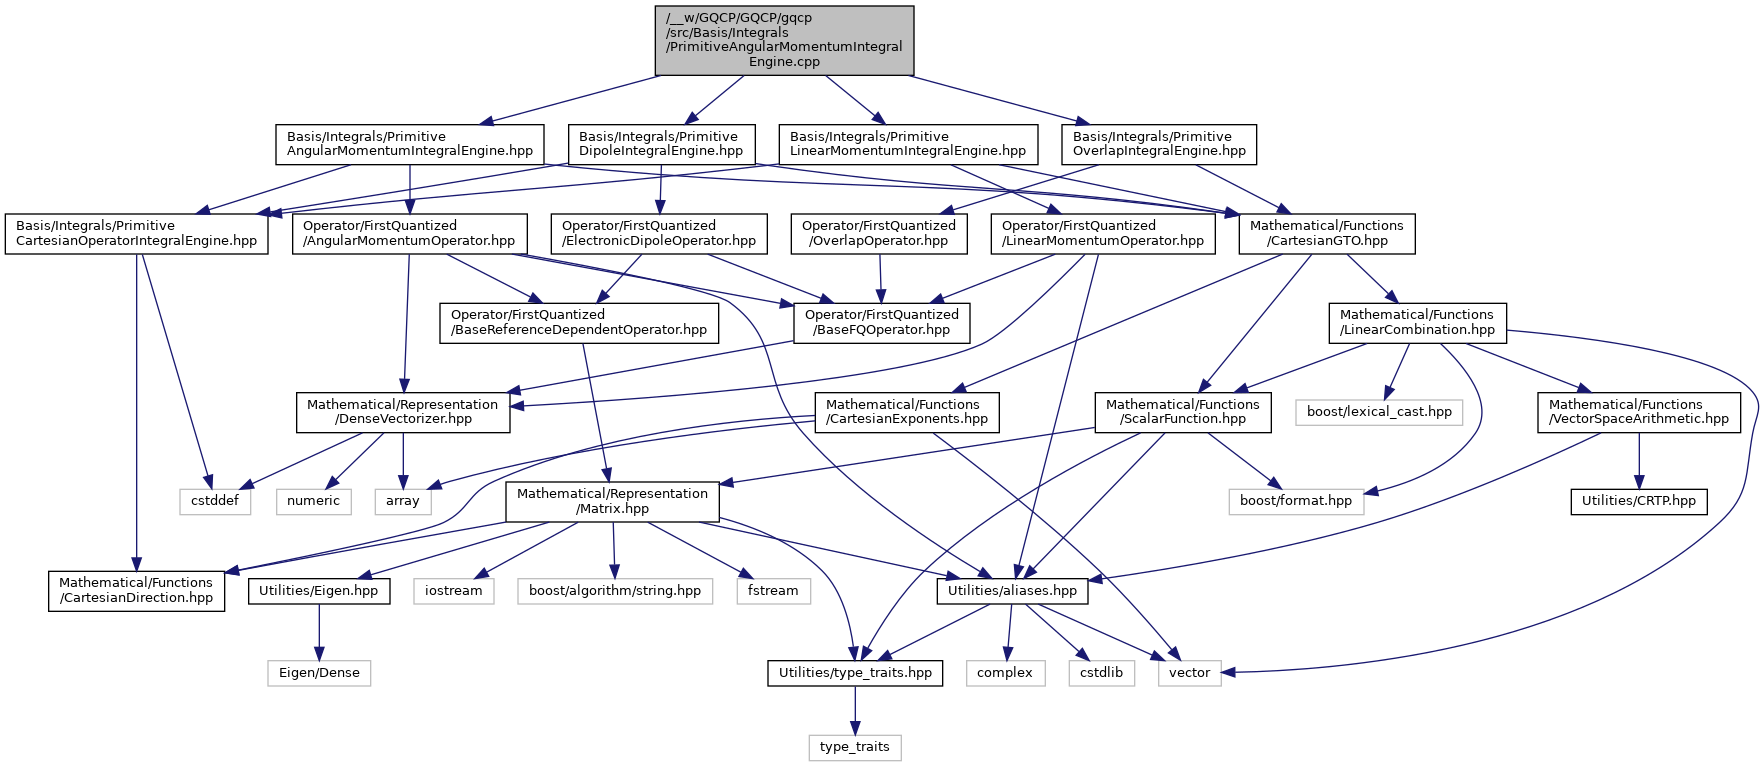 /__w/GQCP/GQCP/gqcp
/src/Basis/Integrals
/PrimitiveAngularMomentumIntegral
Engine.cpp
Basis/Integrals/Primitive
AngularMomentumIntegralEngine.hpp
Basis/Integrals/Primitive
DipoleIntegralEngine.hpp
Basis/Integrals/Primitive
LinearMomentumIntegralEngine.hpp
Basis/Integrals/Primitive
OverlapIntegralEngine.hpp
Basis/Integrals/Primitive
CartesianOperatorIntegralEngine.hpp
Operator/FirstQuantized
/AngularMomentumOperator.hpp
Operator/FirstQuantized
/ElectronicDipoleOperator.hpp
Operator/FirstQuantized
/OverlapOperator.hpp
Operator/FirstQuantized
/LinearMomentumOperator.hpp
Mathematical/Functions
/CartesianGTO.hpp
Operator/FirstQuantized
/BaseReferenceDependentOperator.hpp
Operator/FirstQuantized
/BaseFQOperator.hpp
Mathematical/Functions
/LinearCombination.hpp
Mathematical/Representation
/DenseVectorizer.hpp
Mathematical/Functions
/CartesianExponents.hpp
Mathematical/Functions
/ScalarFunction.hpp
boost/lexical_cast.hpp
Mathematical/Functions
/VectorSpaceArithmetic.hpp
cstddef
numeric
array
Mathematical/Representation
/Matrix.hpp
boost/format.hpp
Utilities/CRTP.hpp
Mathematical/Functions
/CartesianDirection.hpp
Utilities/Eigen.hpp
iostream
boost/algorithm/string.hpp
fstream
Utilities/aliases.hpp
Eigen/Dense
Utilities/type_traits.hpp
complex
cstdlib
vector
type_traits